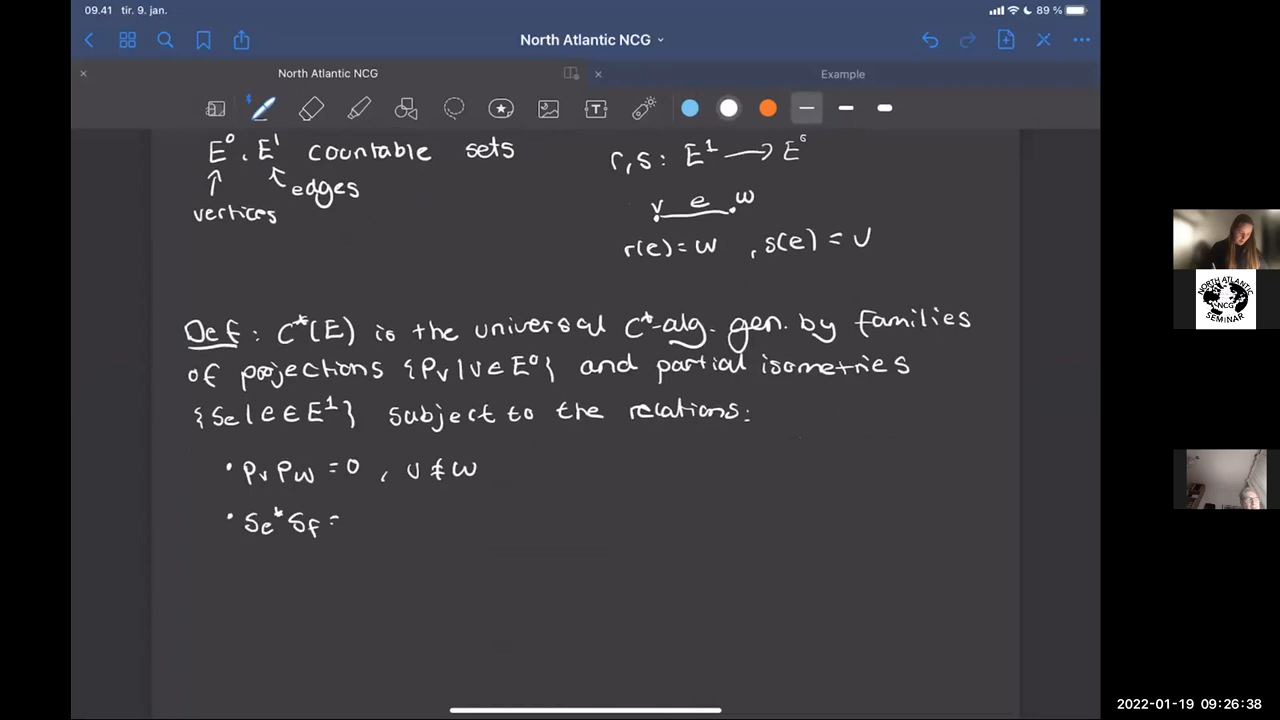 09.41 tir. 9. jan.
89 %
North Atlantic NCG
North Atlantic NCG
Example
E⁰, E¹ countable sets
edges
vertices
r,s: E¹ → E⁰
v e w
r(e) = w , s(e) = v
Def: C*(E) is the universal C*-alg. gen. by families
of projections {Pv | v ∈ E⁰} and partial isometries
{Se | e ∈ E¹} subject to the relations:
• Pv Pw = 0 , v ≠ w
• Se* Sf =
NORTH ATLANTIC
NCG
SEMINAR
2022-01-19 09:26:38